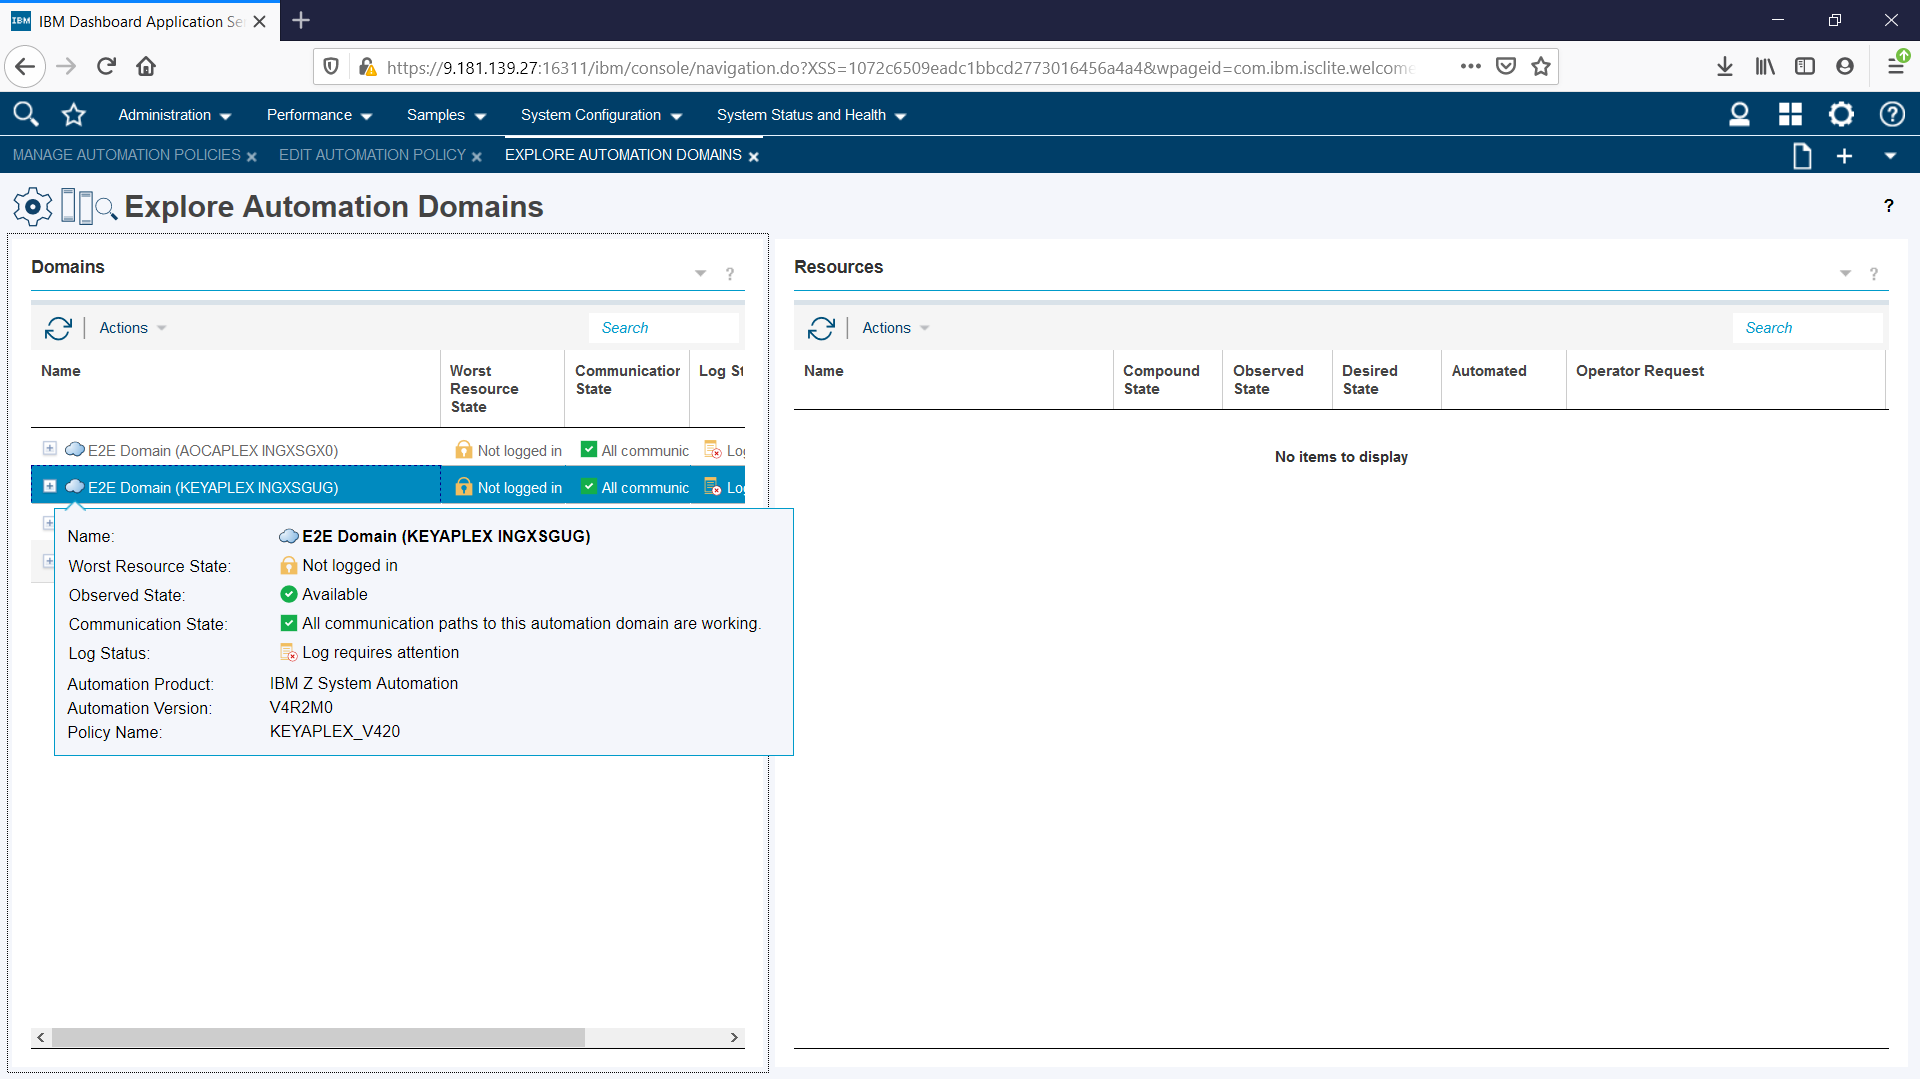 IBM Dashboard Application Se
https://9.181.139.27:16311/ibm/console/navigation.do?XSS=1072c6509eadc1bbcd2773016456a4a4&wpageid=com.ibm.isclite.welcome
Administration Performance Samples System Configuration System Status and Health
MANAGE AUTOMATION POLICIES EDIT AUTOMATION POLICY EXPLORE AUTOMATION DOMAINS
Explore Automation Domains ?
Domains ?
Actions Search
Name Worst Resource State Communication State Log St
E2E Domain (AOCAPLEX INGXSGX0) Not logged in All communic Log
E2E Domain (KEYAPLEX INGXSGUG) Not logged in All communic Log
Name: E2E Domain (KEYAPLEX INGXSGUG)
Worst Resource State: Not logged in
Observed State: Available
Communication State: All communication paths to this automation domain are working.
Log Status: Log requires attention
Automation Product: IBM Z System Automation
Automation Version: V4R2M0
Policy Name: KEYAPLEX_V420
Resources ?
Actions Search
Name Compound State Observed State Desired State Automated Operator Request
No items to display